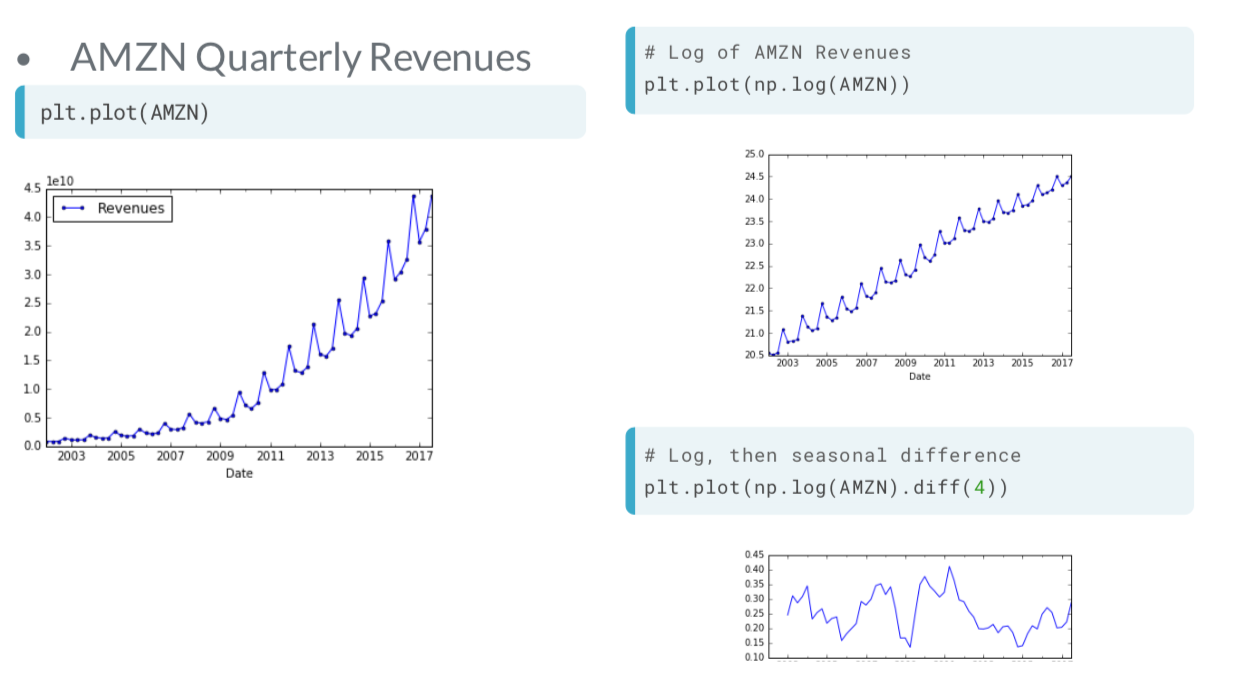 • AMZN Quarterly Revenues
plt.plot(AMZN)
1e10
4.5
4.0
3.5
3.0
2.5
2.0
1.5
1.0
0.5
0.0
Revenues
2003 2005 2007 2009 2011 2013 2015 2017
Date
# Log of AMZN Revenues
plt.plot(np.log(AMZN))
25.0
24.5
24.0
23.5
23.0
22.5
22.0
21.5
21.0
20.5
2003 2005 2007 2009 2011 2013 2015 2017
Date
# Log, then seasonal difference
plt.plot(np.log(AMZN).diff(4))
0.45
0.40
0.35
0.30
0.25
0.20
0.15
0.10